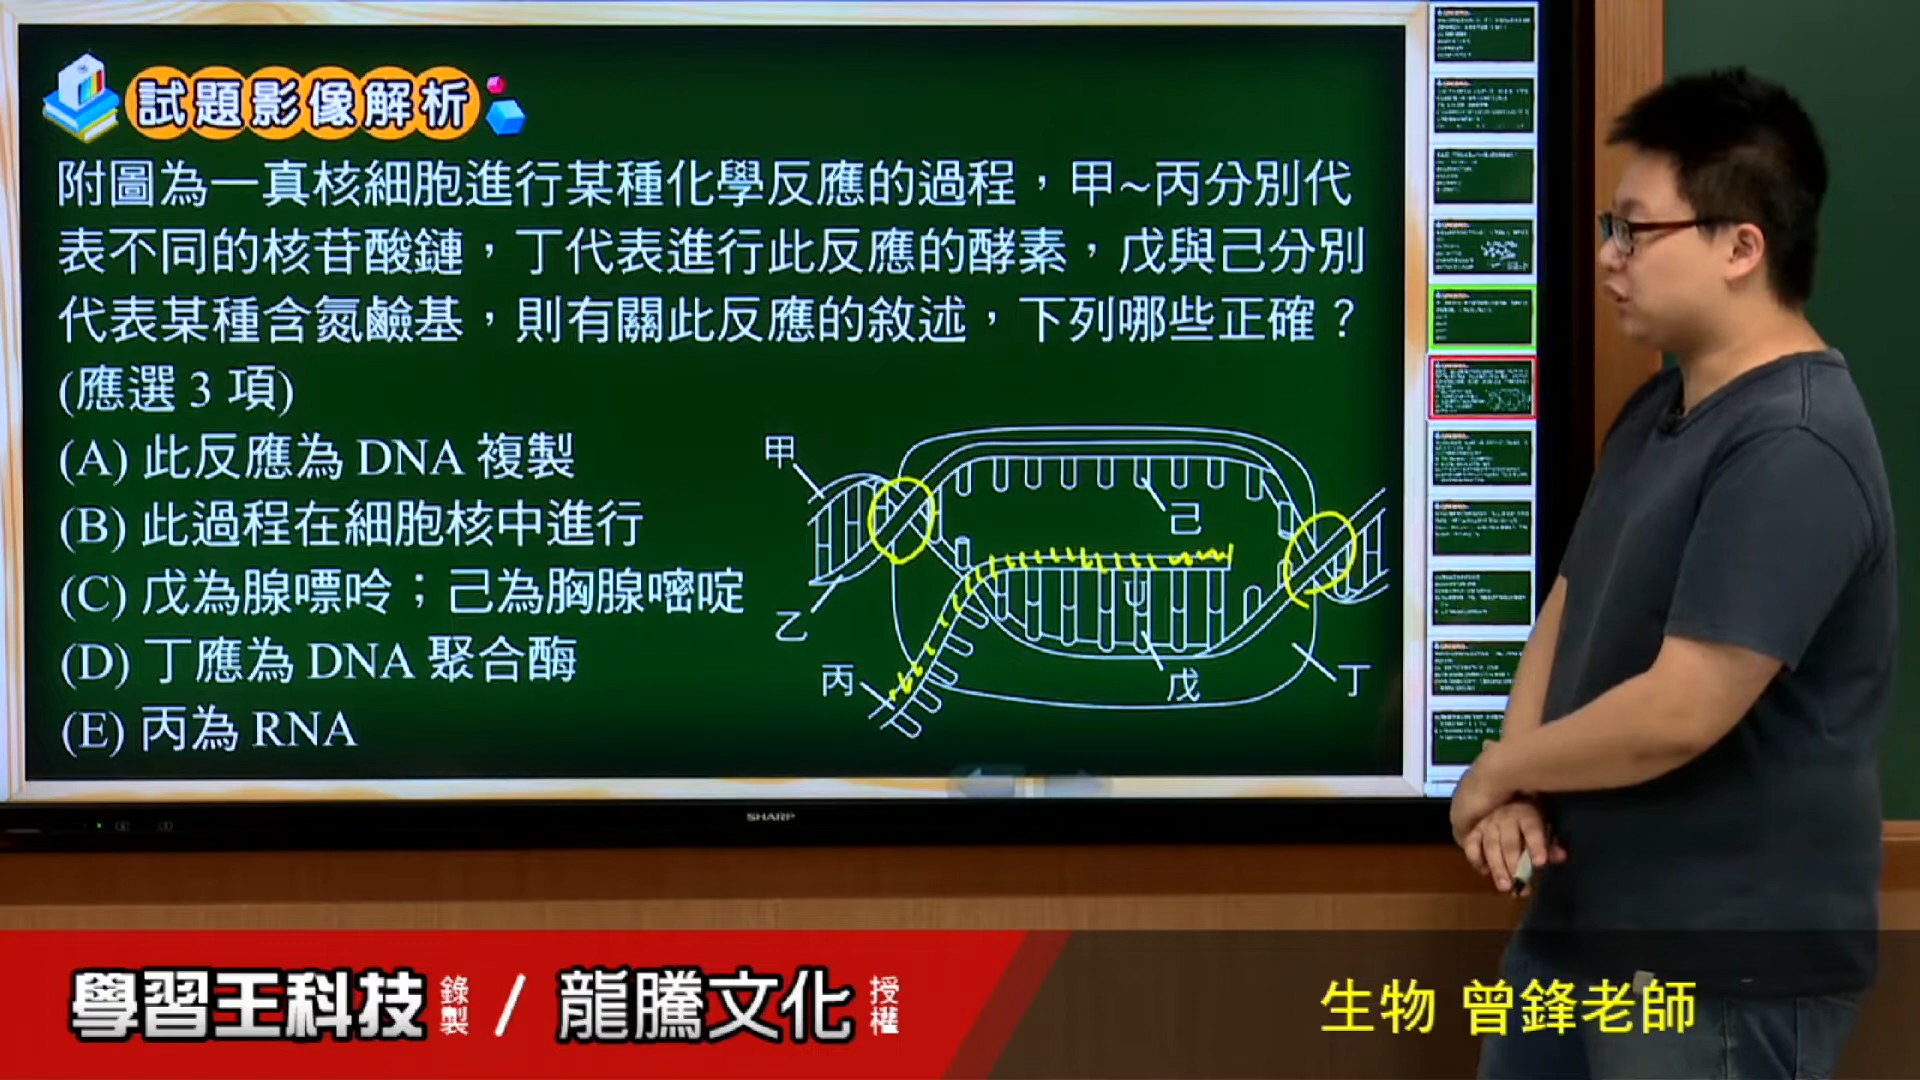 試題影像解析
附圖為一真核細胞進行某種化學反應的過程，甲~丙分別代
表不同的核苷酸鏈，丁代表進行此反應的酵素，戊與己分別
代表某種含氮鹼基，則有關此反應的敘述，下列哪些正確？
(應選 3 項)
(A) 此反應為 DNA 複製
(B) 此過程在細胞核中進行
(C) 戊為腺嘌呤；己為胸腺嘧啶
(D) 丁應為 DNA 聚合酶
(E) 丙為 RNA
甲
乙
丙
己
U
戊
丁
SHARP
學習王科技 錄製 / 龍騰文化 授權
生物 曾鋒老師